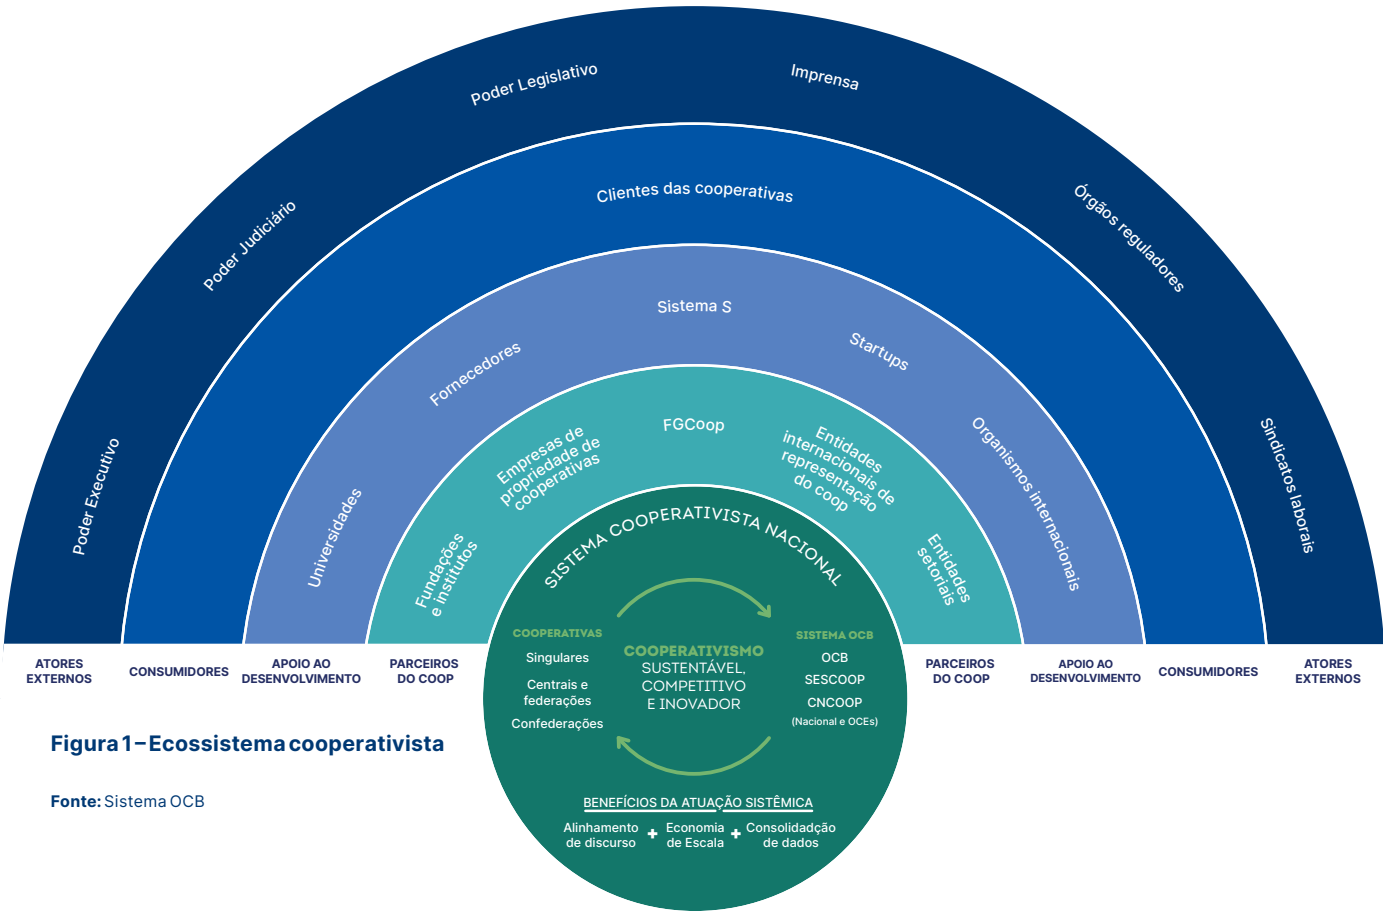 Poder Legislativo
Imprensa
Poder Judiciário
Órgãos reguladores
Poder Executivo
Sindicatos laborais
Clientes das cooperativas
Sistema S
Fornecedores
Startups
Universidades
Organismos internacionais
FGCoop
Empresas de
propriedade de
cooperativas
Entidades
internacionais de
representação
do coop
Fundações
e institutos
Entidades
setoriais
SISTEMA COOPERATIVISTA NACIONAL
COOPERATIVAS
Singulares
Centrais e
federações
Confederações
COOPERATIVISMO
SUSTENTÁVEL,
COMPETITIVO
E INOVADOR
SISTEMA OCB
OCB
SESCOOP
CNCOOP
(Nacional e OCEs)
BENEFÍCIOS DA ATUAÇÃO SISTÊMICA
Alinhamento
de discurso
+
Economia
de Escala
+
Consolidadção
de dados
ATORES
EXTERNOS
CONSUMIDORES
APOIO AO
DESENVOLVIMENTO
PARCEIROS
DO COOP
PARCEIROS
DO COOP
APOIO AO
DESENVOLVIMENTO
CONSUMIDORES
ATORES
EXTERNOS
Figura 1 – Ecossistema cooperativista
Fonte: Sistema OCB